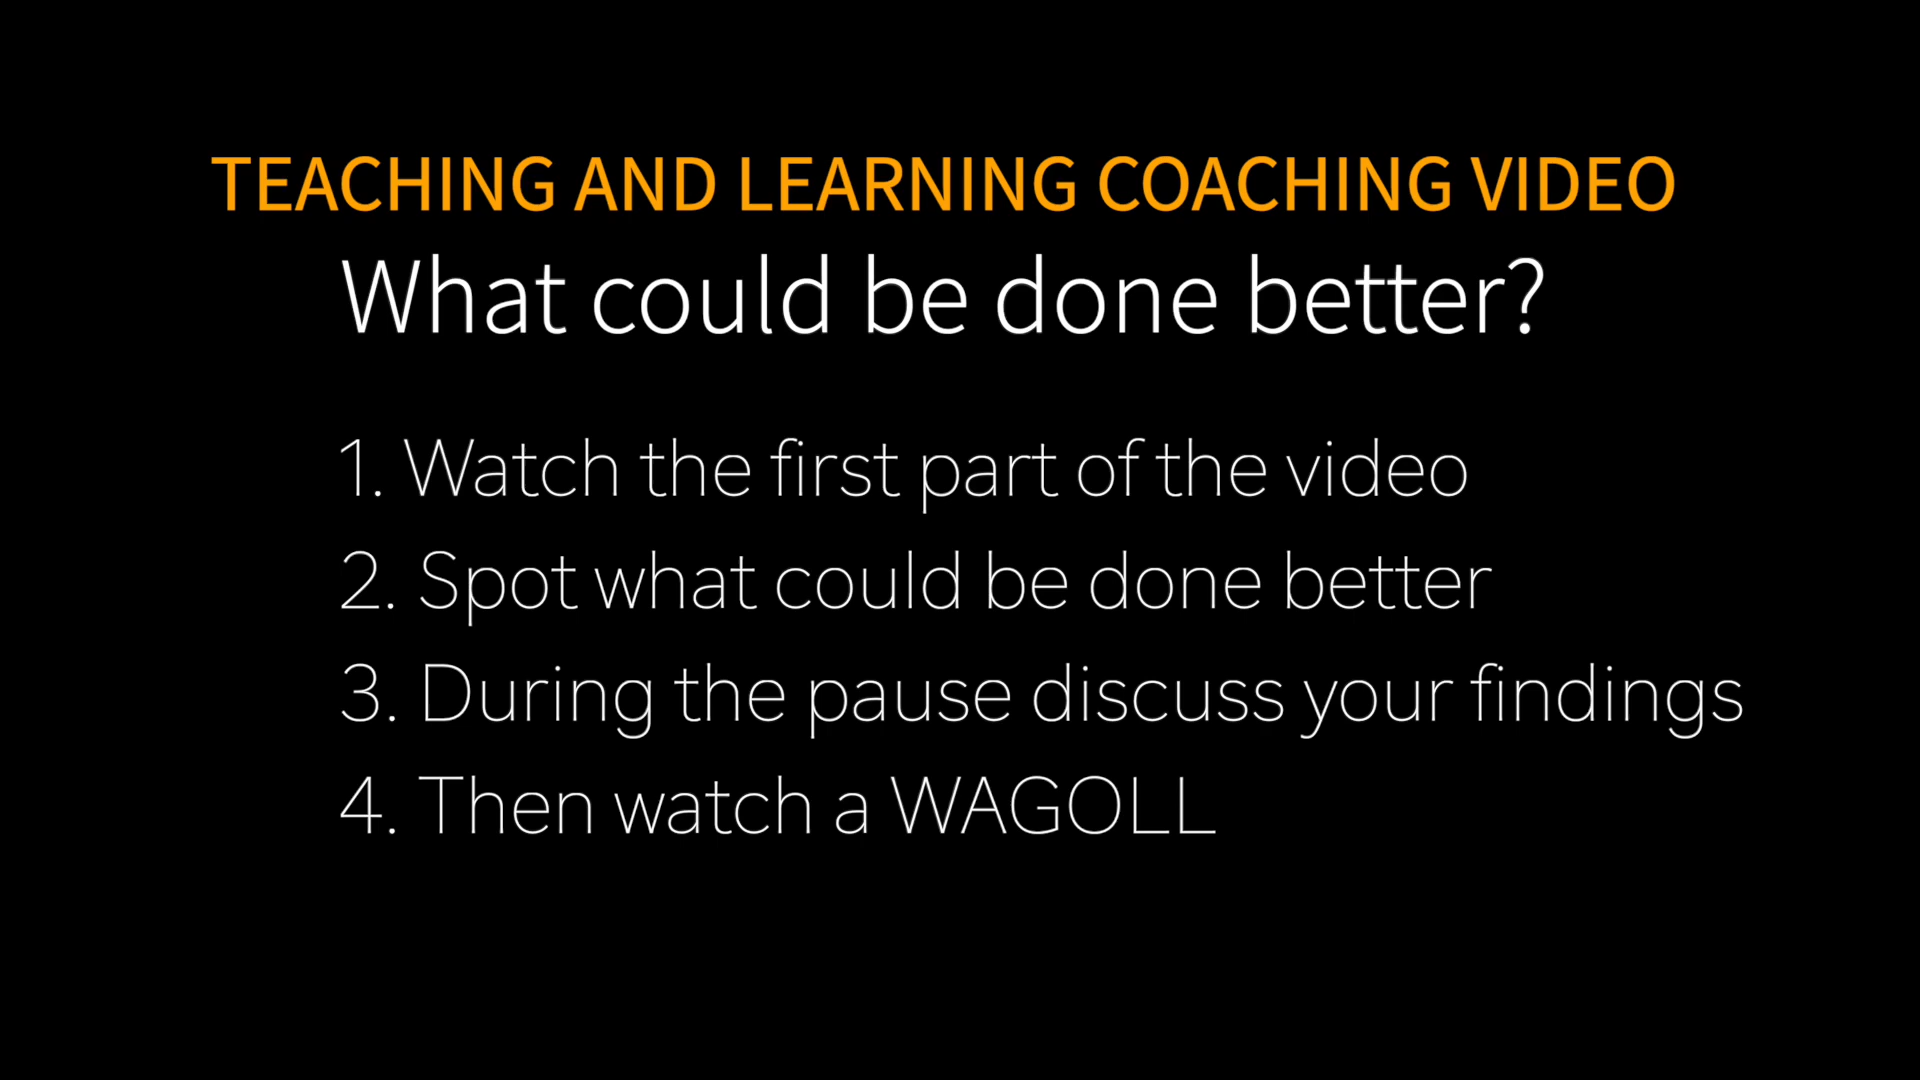 TEACHING AND LEARNING COACHING VIDEO
What could be done better?
1. Watch the first part of the video
2. Spot what could be done better
3. During the pause discuss your findings
4. Then watch a WAGOLL